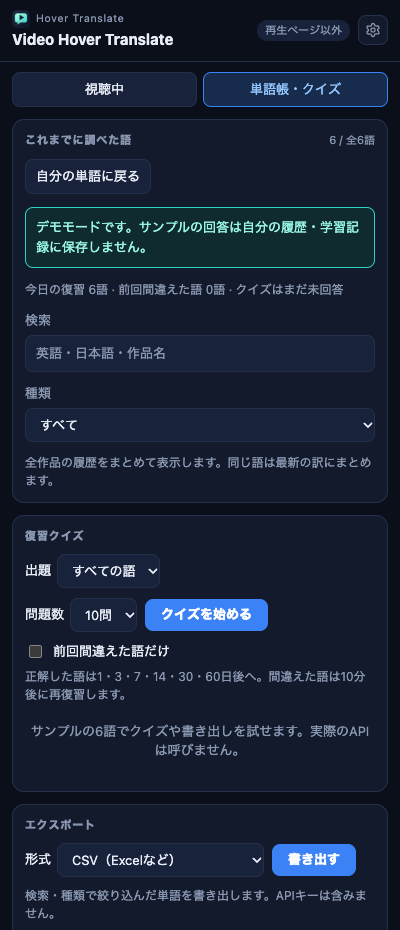 Hover Translate
Video Hover Translate
再生ページ以外
視聴中
単語帳・クイズ
これまでに調べた語
6 / 全6語
自分の単語に戻る
デモモードです。サンプルの回答は自分の履歴・学習記
録に保存しません。
今日の復習 6語 · 前回間違えた語 0語 · クイズはまだ未回答
検索
英語・日本語・作品名
種類
すべて
全作品の履歴をまとめて表示します。同じ語は最新の訳にまとめ
ます。
復習クイズ
出題
すべての語
問題数
10問
クイズを始める
前回間違えた語だけ
正解した語は1・3・7・14・30・60日後へ。間違えた語は10分
後に再復習します。
サンプルの6語でクイズや書き出しを試せます。実際のAPI
は呼びません。
エクスポート
形式
CSV（Excelなど）
書き出す
検索・種類で絞り込んだ単語を書き出します。APIキーは含みま
せん。